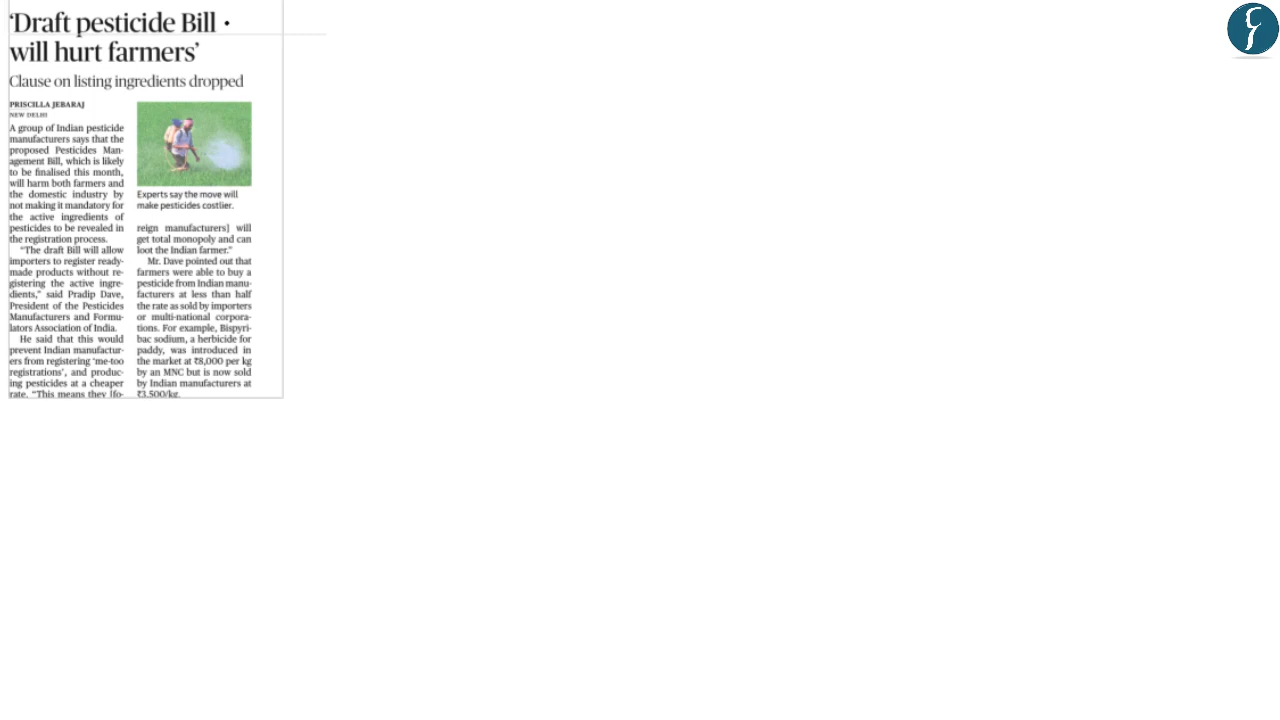 ‘Draft pesticide Bill
will hurt farmers’
Clause on listing ingredients dropped
PRISCILLA JEBARAJ
NEW DELHI
A group of Indian pesticide
manufacturers says that the
proposed Pesticides Man-
agement Bill, which is likely
to be finalised this month,
will harm both farmers and
the domestic industry by
not making it mandatory for
the active ingredients of
pesticides to be revealed in
the registration process.
“The draft Bill will allow
importers to register ready-
made products without re-
gistering the active ingre-
dients,” said Pradip Dave,
President of the Pesticides
Manufacturers and Formu-
lators Association of India.
He said that this would
prevent Indian manufactur-
ers from registering ‘me-too
registrations’, and produc-
ing pesticides at a cheaper
rate. “This means they [fo-
Experts say the move will
make pesticides costlier.
reign manufacturers] will
get total monopoly and can
loot the Indian farmer.”
Mr. Dave pointed out that
farmers were able to buy a
pesticide from Indian manu-
facturers at less than half
the rate as sold by importers
or multi-national corpora-
tions. For example, Bispyri-
bac sodium, a herbicide for
paddy, was introduced in
the market at ₹8,000 per kg
by an MNC but is now sold
by Indian manufacturers at
₹3,500/kg.